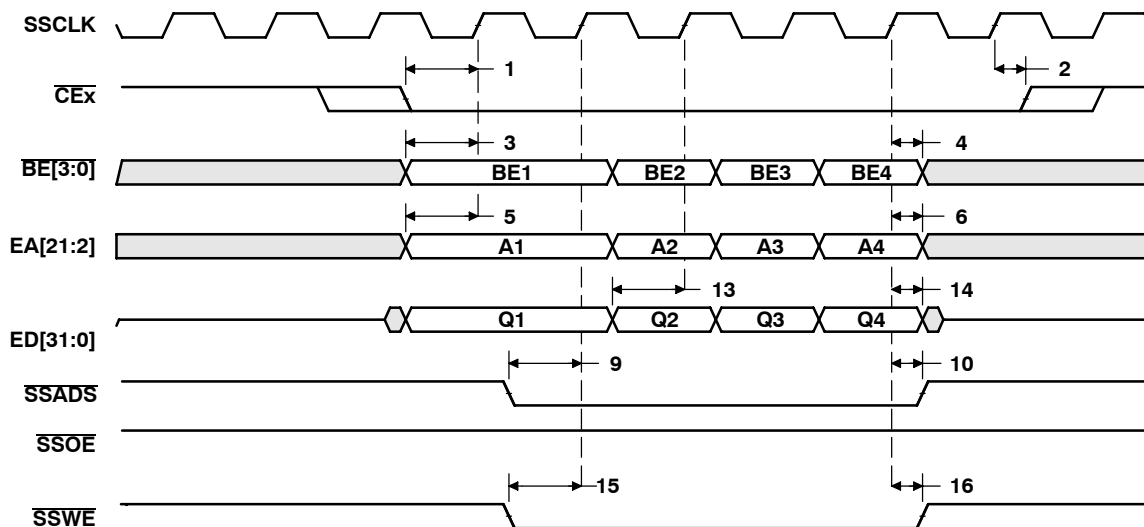 SSCLK
1 2
CEx
3 4
BE[3:0] BE1 BE2 BE3 BE4
5 6
EA[21:2] A1 A2 A3 A4
13 14
ED[31:0] Q1 Q2 Q3 Q4
9 10
SSADS
SSOE
15 16
SSWE